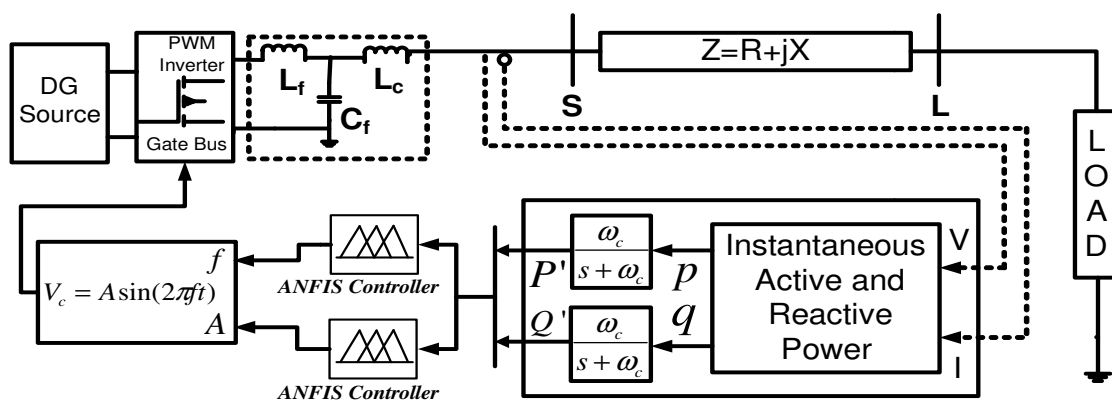 DG
Source
PWM
Inverter
Gate Bus
L_f
C_f
L_c
S
Z=R+jX
L
LOAD
V_c = A sin(2πft)
f
A
ANFIS Controller
ANFIS Controller
P'
Q'
ω_c
s + ω_c
ω_c
s + ω_c
p
q
Instantaneous
Active and
Reactive
Power
V
I